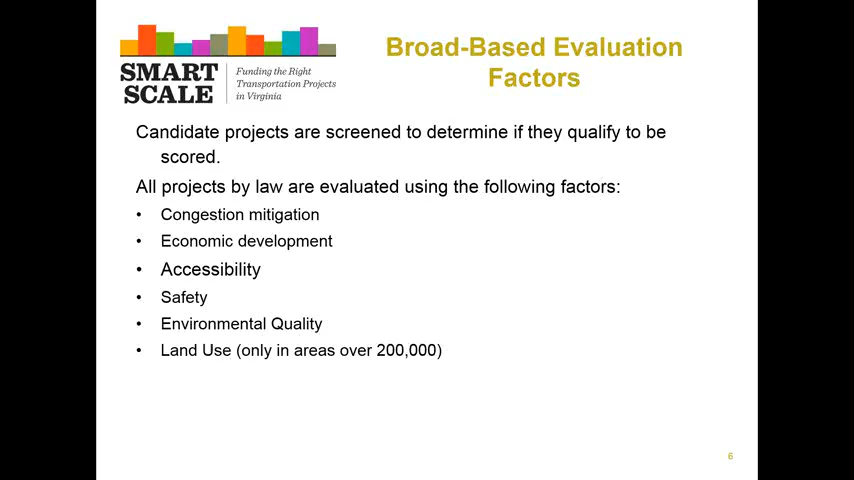 SMART
SCALE
Funding the Right
Transportation Projects
in Virginia
Broad-Based Evaluation
Factors
Candidate projects are screened to determine if they qualify to be
scored.
All projects by law are evaluated using the following factors:
• Congestion mitigation
• Economic development
• Accessibility
• Safety
• Environmental Quality
• Land Use (only in areas over 200,000)
6